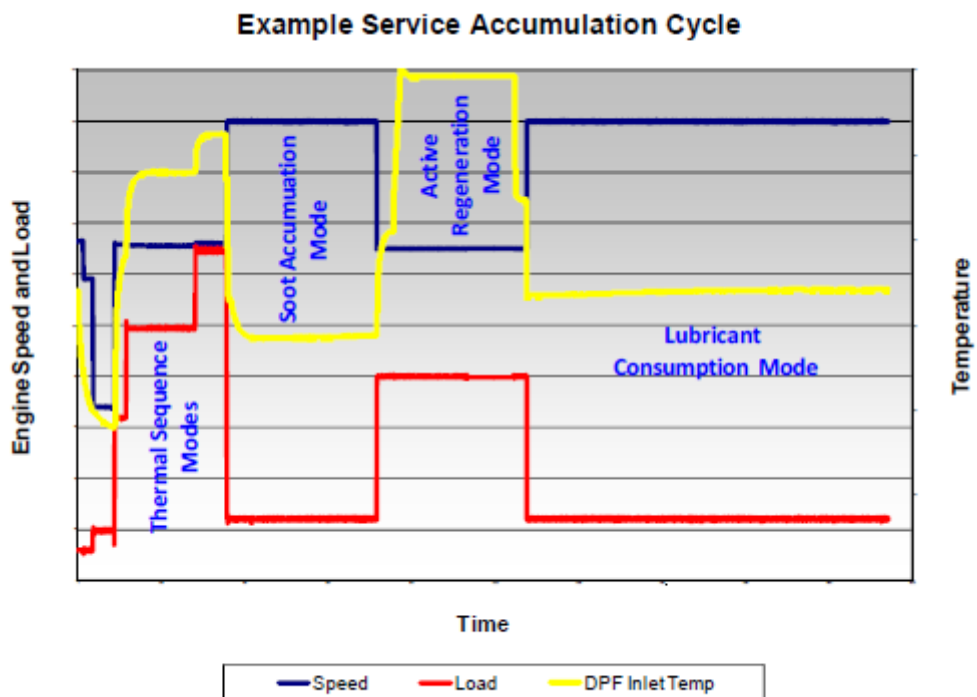 Example Service Accumulation Cycle
Engine Speed and Load
Thermal Sequence
Modes
Soot Accumuation
Mode
Active
Regeneration
Mode
Lubricant
Consumption Mode
Temperature
Time
Speed
Load
DPF Inlet Temp